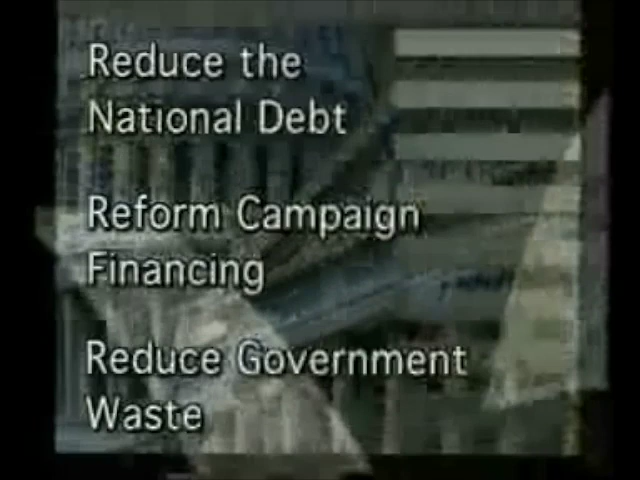 Reduce the
National Debt
Reform Campaign
Financing
Reduce Government
Waste